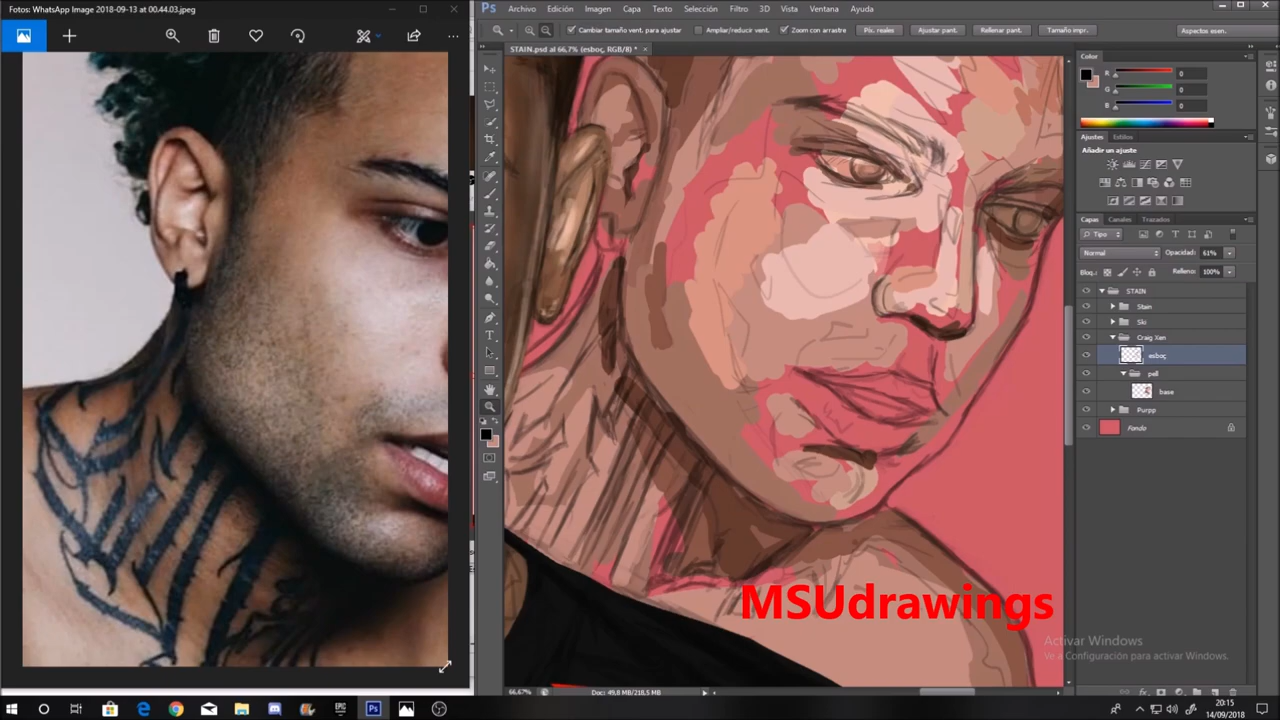 Fotos: WhatsApp Image 2018-09-13 at 00.44.03.jpeg
Ps Archivo Edición Imagen Capa Texto Selección Filtro 3D Vista Ventana Ayuda
Cambiar tamaño vent. para ajustar Ampliar/reducir vent. Zoom con arrastre Píx. reales Ajustar pant. Rellenar pant. Tamaño impr. Aspectos esen.
STAIN.psd al 66,7% (esboç, RGB/8) *
Color
R 0
G 0
B 0
Ajustes Estilos
Añadir un ajuste
Capas Canales Trazados
Tipo
Normal Opacidad: 61%
Bloq.: Relleno: 100%
STAIN
Stain
Ski
Craig Xen
esboç
pell
base
Purpp
Fondo
MSUdrawings
Activar Windows
Ve a Configuración para activar Windows.
66,67% Doc: 49,8 MB/218,5 MB
20:15
14/09/2018